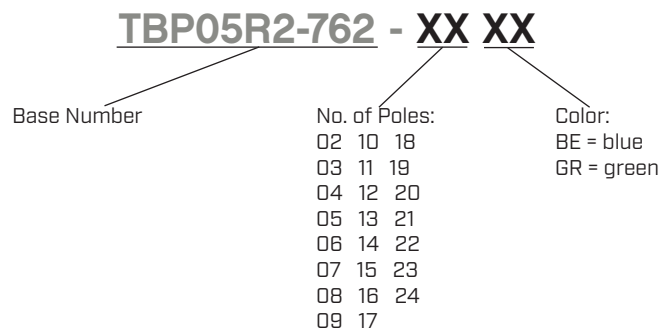 TBP05R2-762 - XX XX
Base Number
No. of Poles:
02 10 18
03 11 19
04 12 20
05 13 21
06 14 22
07 15 23
08 16 24
09 17
Color:
BE = blue
GR = green